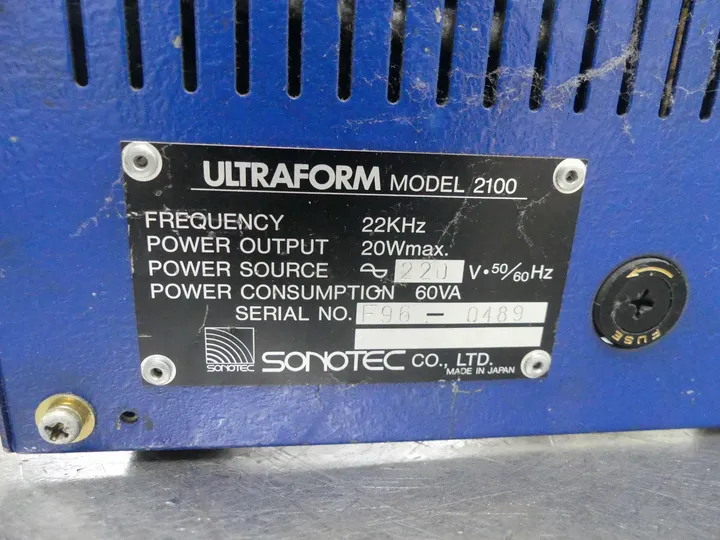 ULTRAFORM MODEL 2100
FREQUENCY 22KHz
POWER OUTPUT 20Wmax.
POWER SOURCE ~ 220 V•50/60Hz
POWER CONSUMPTION 60VA
SERIAL NO. F96 - 0489
SONOTEC SONOTEC CO., LTD.
MADE IN JAPAN
FUSE